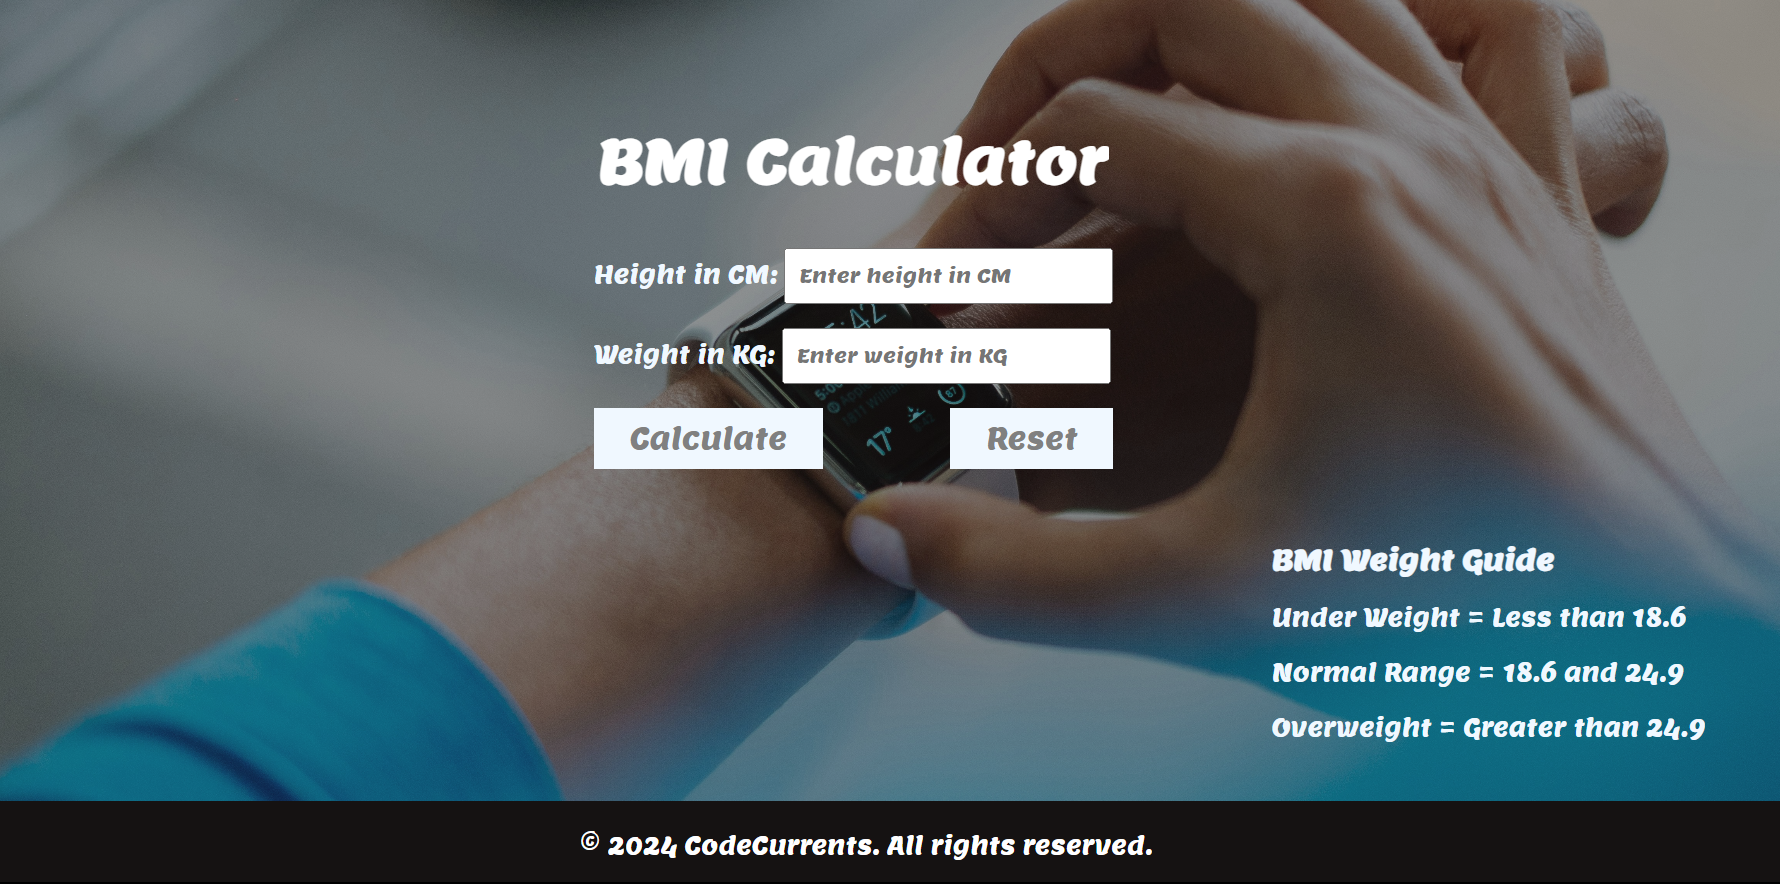 BMI Calculator
Height in CM: Enter height in CM
Weight in KG: Enter weight in KG
Calculate Reset
17°
87
BMI Weight Guide
Under Weight = Less than 18.6
Normal Range = 18.6 and 24.9
Overweight = Greater than 24.9
© 2024 CodeCurrents. All rights reserved.